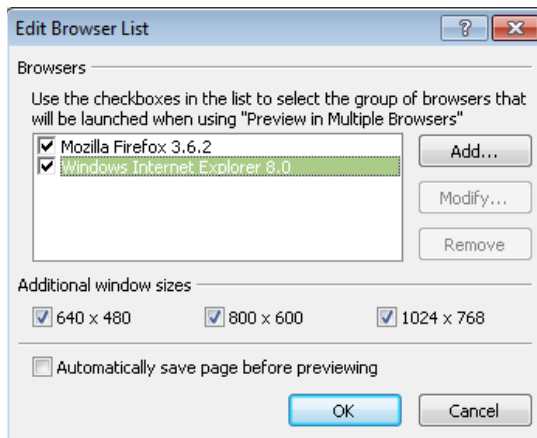 Edit Browser List
Browsers
Use the checkboxes in the list to select the group of browsers that
will be launched when using "Preview in Multiple Browsers"
Mozilla Firefox 3.6.2
Windows Internet Explorer 8.0
Add...
Modify...
Remove
Additional window sizes
640 x 480 800 x 600 1024 x 768
Automatically save page before previewing
OK Cancel